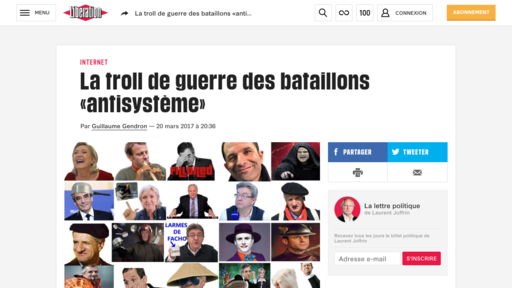 MENU
Libération
La troll de guerre des bataillons «anti...
100
CONNEXION
ABONNEMENT
INTERNET
La troll de guerre des bataillons
«antisystème»
Par Guillaume Gendron — 20 mars 2017 à 20:36
PARTAGER
TWEETER
La lettre politique
de Laurent Joffrin
Recevez tous les jours le billet politique de
Laurent Joffrin
Adresse e-mail
S'INSCRIRE
LARMES
DE
FACHO